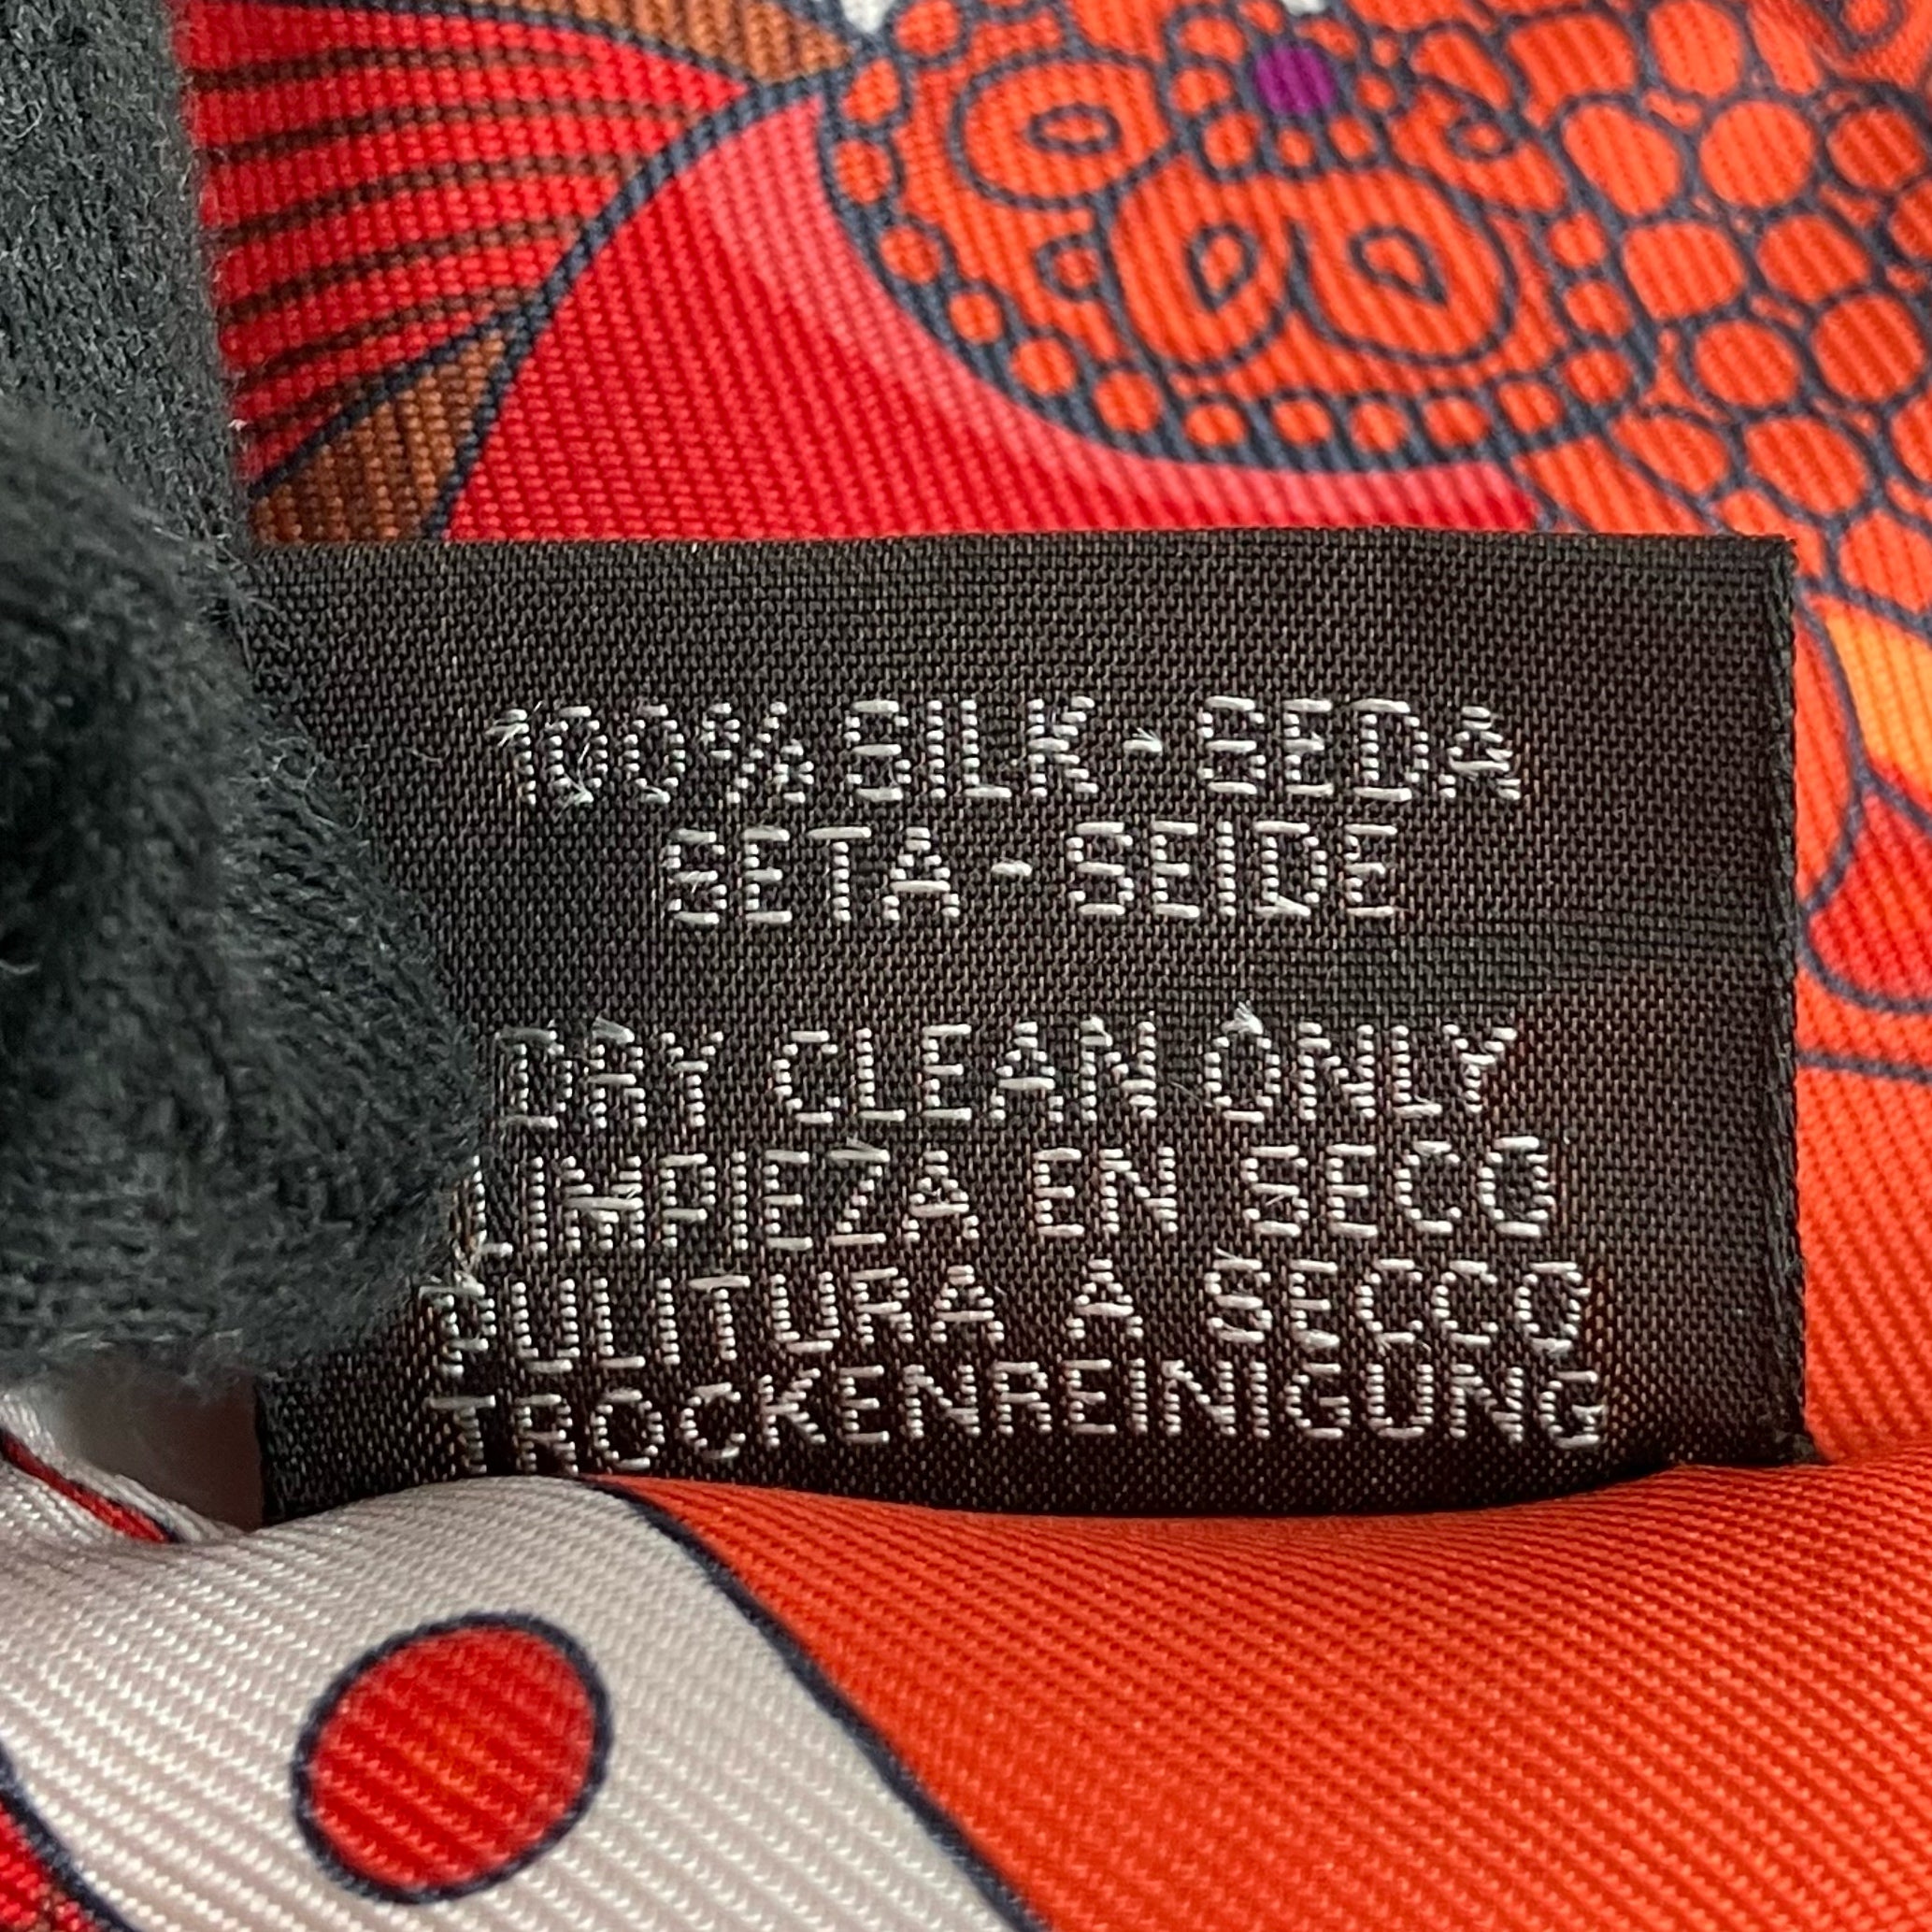 100% SILK - SEDA
SETA - SEIDE
DRY CLEAN ONLY
LIMPIEZA EN SECO
PULITURA A SECCO
TROCKENREINIGUNG